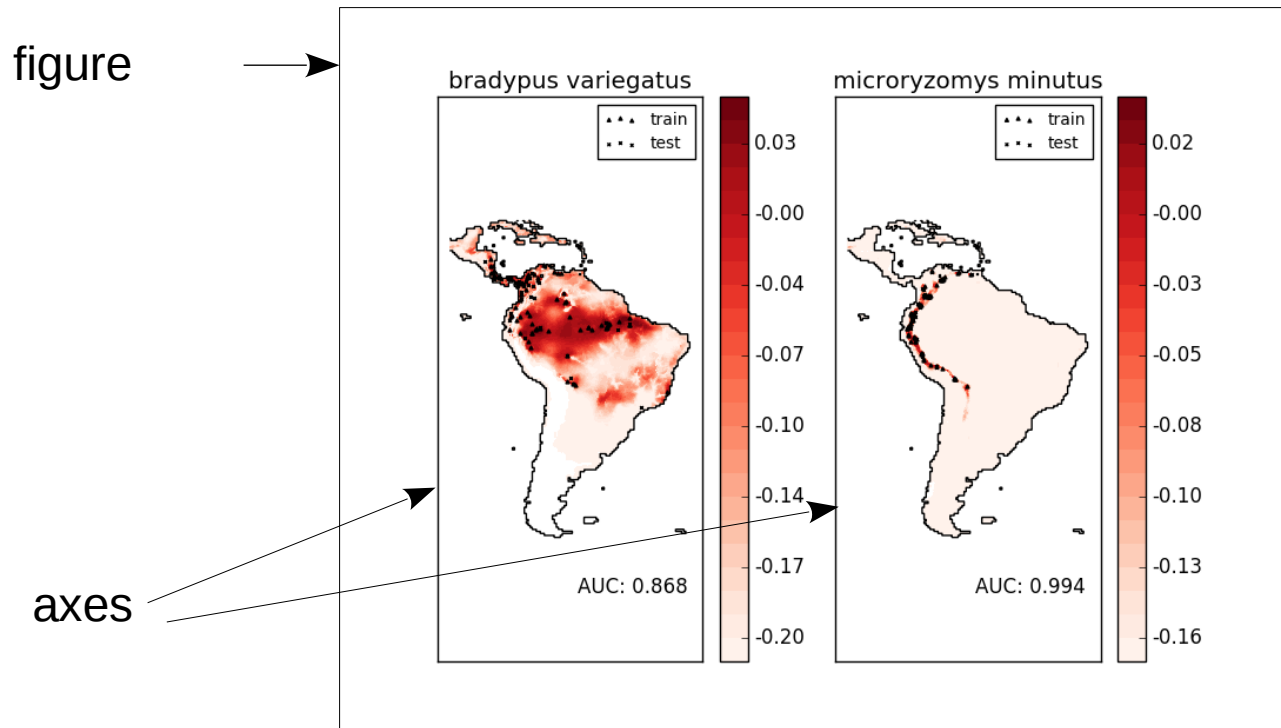 figure
axes
bradypus variegatus
train
test
0.03
-0.00
-0.04
-0.07
-0.10
-0.14
-0.17
-0.20
AUC: 0.868
microryzomys minutus
train
test
0.02
-0.00
-0.03
-0.05
-0.08
-0.10
-0.13
-0.16
AUC: 0.994